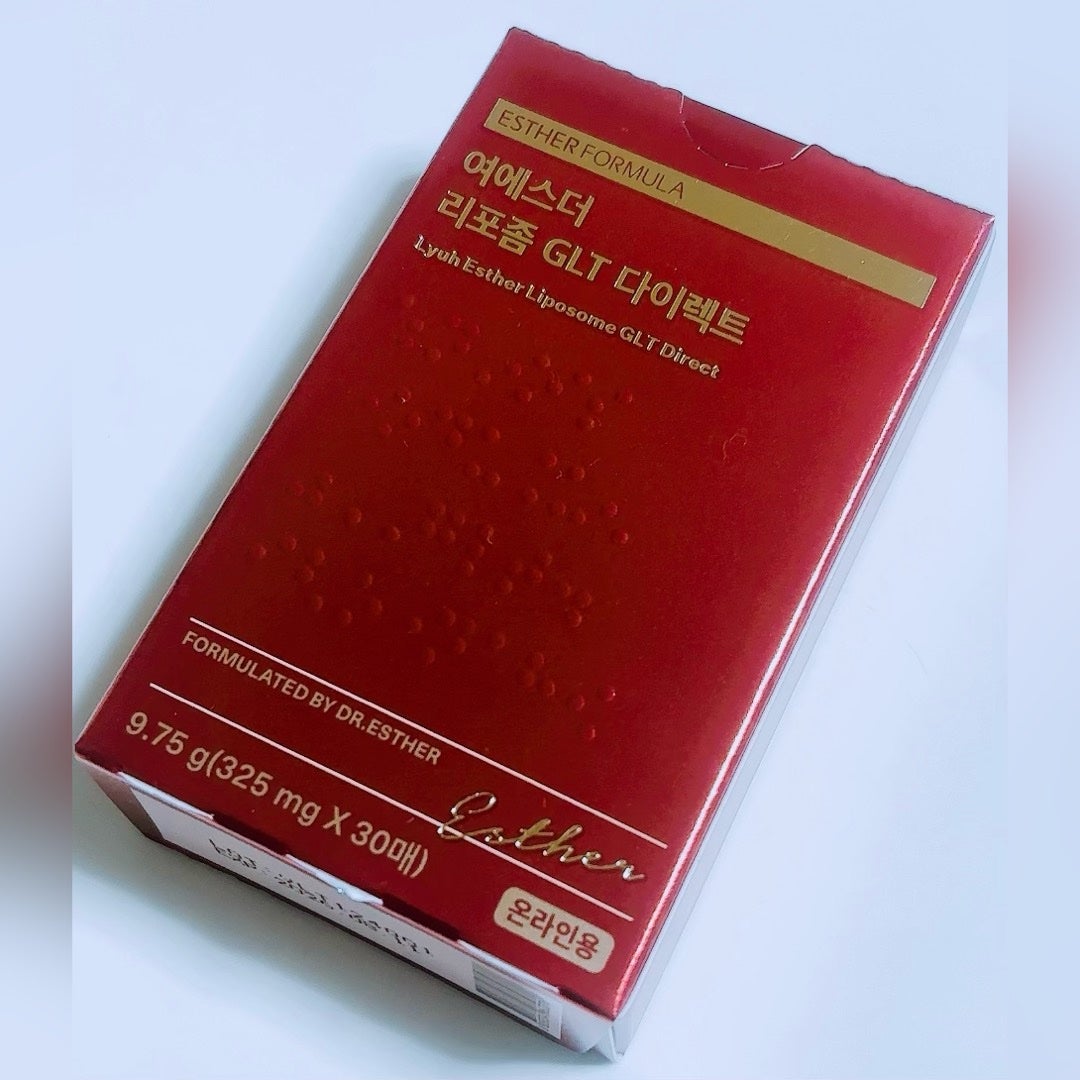 ESTHER FORMULA
여에스더
리포좀 GLT 다이렉트
Lyuh Esther Liposome GLT Direct
FORMULATED BY DR.ESTHER
9.75 g(325 mg X 30매)
Esther
온라인용